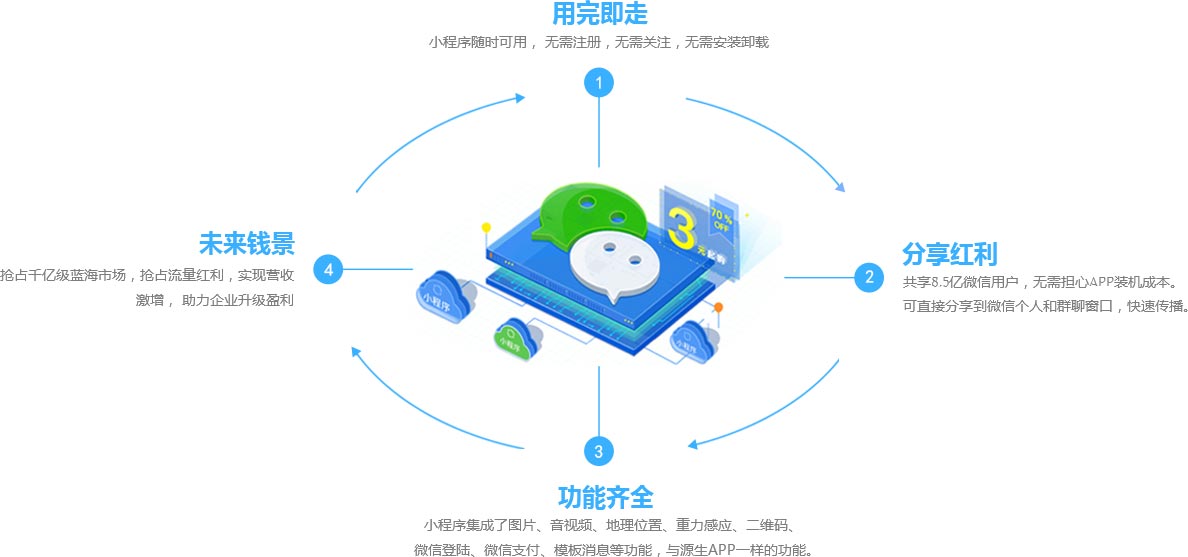 用完即走
小程序随时可用， 无需注册，无需关注，无需安装卸载
1
分享红利
2
共享8.5亿微信用户，无需担心APP装机成本。
可直接分享到微信个人和群聊窗口，快速传播。
3
功能齐全
小程序集成了图片、音视频、地理位置、重力感应、二维码、
微信登陆、微信支付、模板消息等功能，与源生APP一样的功能。
未来钱景
4
抢占千亿级蓝海市场，抢占流量红利，实现营收
激增， 助力企业升级盈利
70%
OFF
3
小程序
小程序
小程序